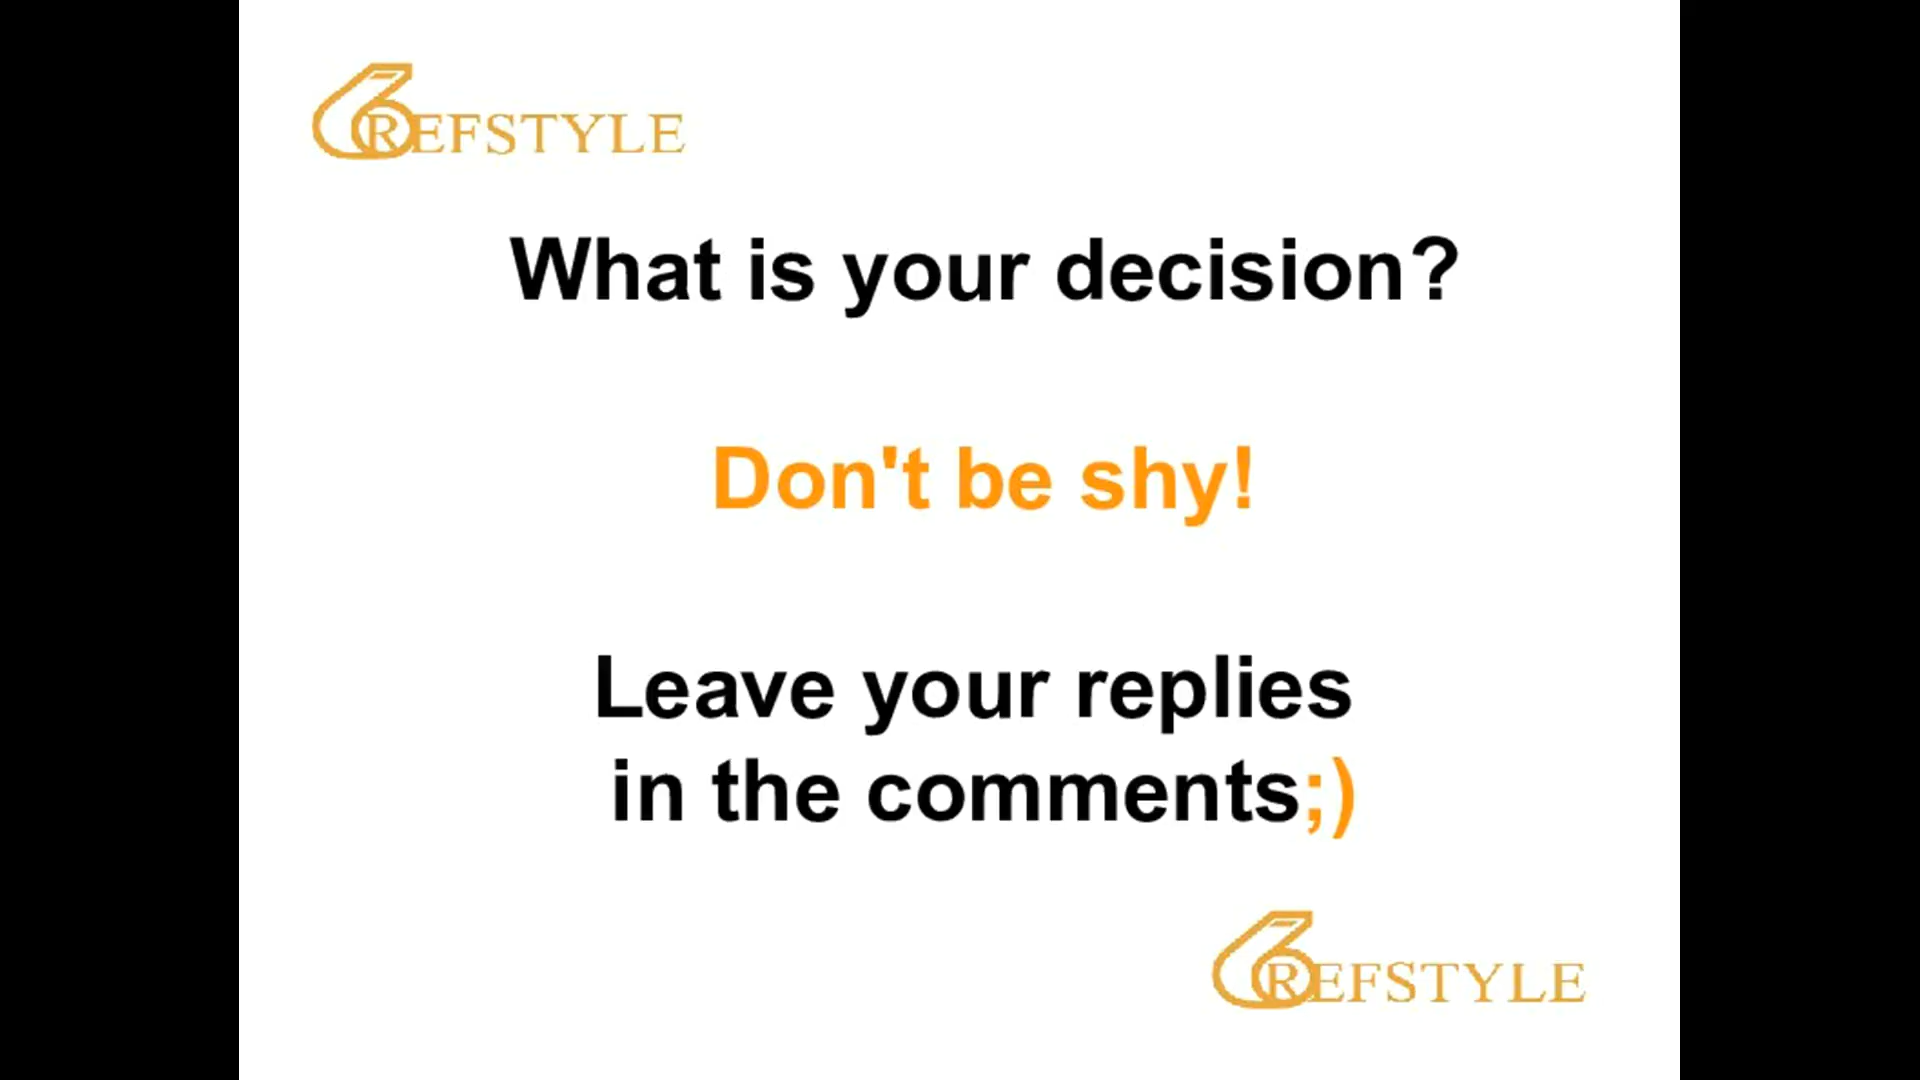 REFSTYLE
What is your decision?
Don't be shy!
Leave your replies
in the comments;)
REFSTYLE